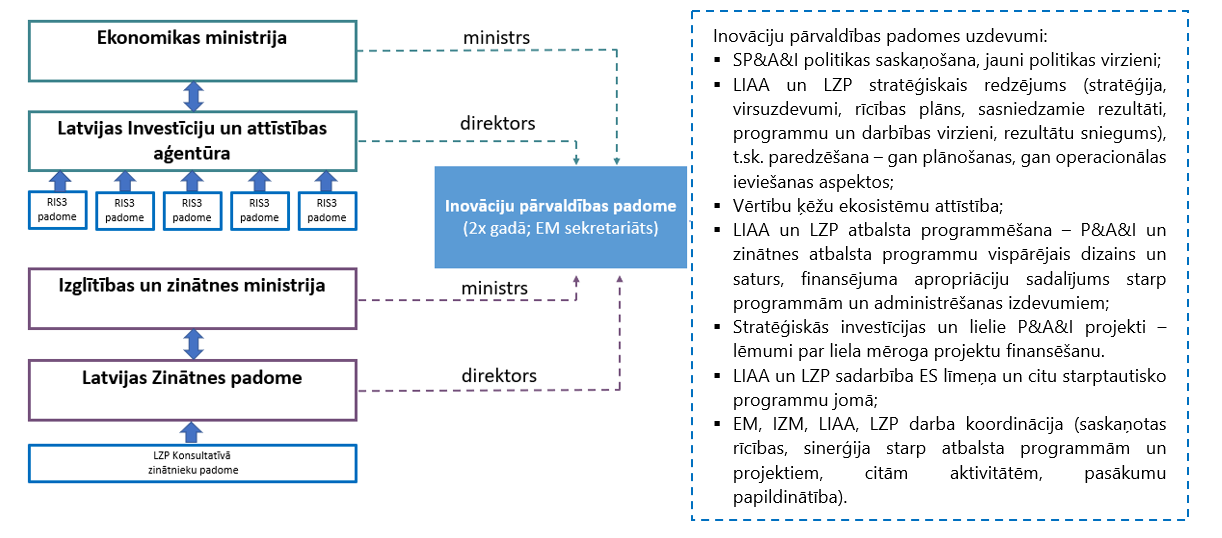 Ekonomikas ministrija
ministrs
Latvijas Investīciju un attīstības
aģentūra
direktors
RIS3
padome
RIS3
padome
RIS3
padome
RIS3
padome
RIS3
padome
Inovāciju pārvaldības padome
(2x gadā; EM sekretariāts)
Izglītības un zinātnes ministrija
ministrs
Latvijas Zinātnes padome
direktors
LZP Konsultatīvā
zinātnieku padome
Inovāciju pārvaldības padomes uzdevumi:
▪ SP&A&I politikas saskaņošana, jauni politikas virzieni;
▪ LIAA un LZP stratēģiskais redzējums (stratēģija,
virsuzdevumi, rīcības plāns, sasniedzamie rezultāti,
programmu un darbības virzieni, rezultātu sniegums),
t.sk. paredzēšana – gan plānošanas, gan operacionālas
ieviešanas aspektos;
▪ Vērtību ķēžu ekosistēmu attīstība;
▪ LIAA un LZP atbalsta programmēšana – P&A&I un
zinātnes atbalsta programmu vispārējais dizains un
saturs, finansējuma apropriāciju sadalījums starp
programmām un administrēšanas izdevumiem;
▪ Stratēģiskās investīcijas un lielie P&A&I projekti –
lēmumi par liela mēroga projektu finansēšanu.
▪ LIAA un LZP sadarbība ES līmeņa un citu starptautisko
programmu jomā;
▪ EM, IZM, LIAA, LZP darba koordinācija (saskaņotas
rīcības, sinerģija starp atbalsta programmām un
projektiem, citām aktivitātēm, pasākumu
papildinātība).